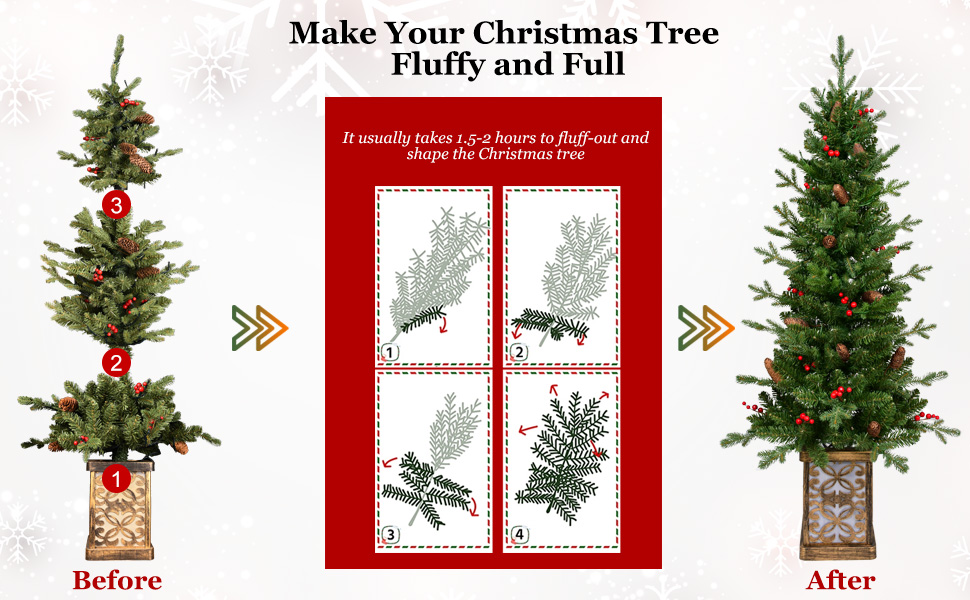 Make Your Christmas Tree
Fluffy and Full
It usually takes 1.5-2 hours to fluff-out and
shape the Christmas tree
3
2
1
1
2
3
4
Before
After